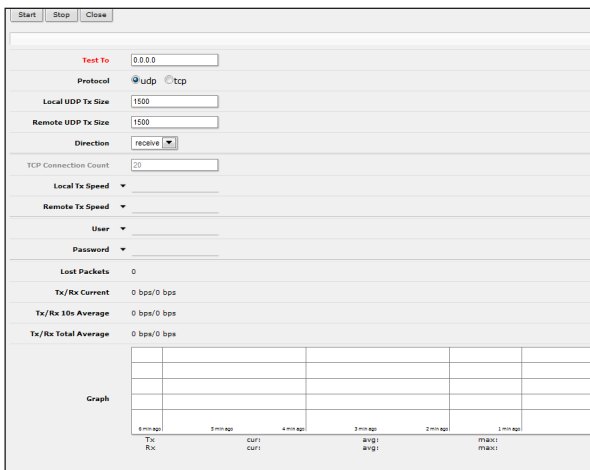 Start Stop Close
Test To 0.0.0.0
Protocol udp tcp
Local UDP Tx Size 1500
Remote UDP Tx Size 1500
Direction receive
TCP Connection Count 20
Local Tx Speed
Remote Tx Speed
User
Password
Lost Packets 0
Tx/Rx Current 0 bps/0 bps
Tx/Rx 10s Average 0 bps/0 bps
Tx/Rx Total Average 0 bps/0 bps
Graph
6 min ago 5 min ago 4 min ago 3 min ago 2 min ago 1 min ago
Tx cur: avg: max:
Rx cur: avg: max: